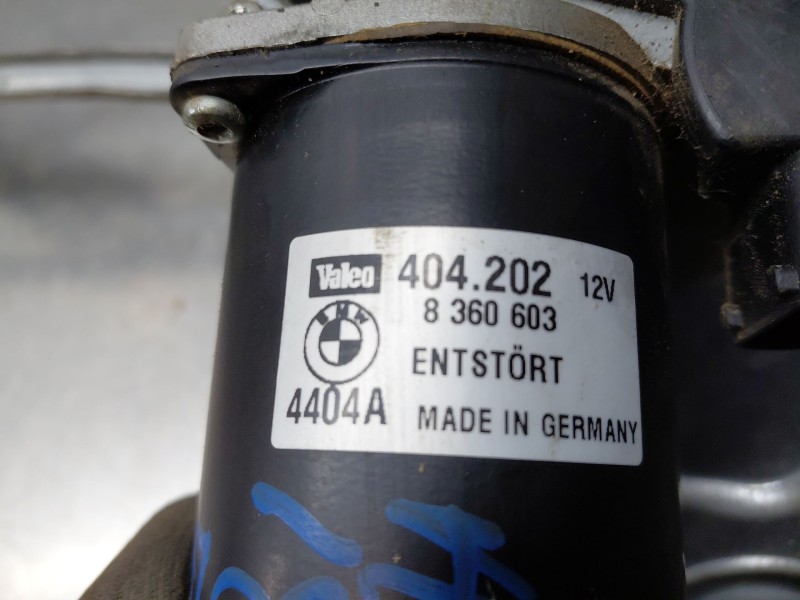 Valeo 404.202 12V
8 360 603
BMW
ENTSTÖRT
4404A MADE IN GERMANY